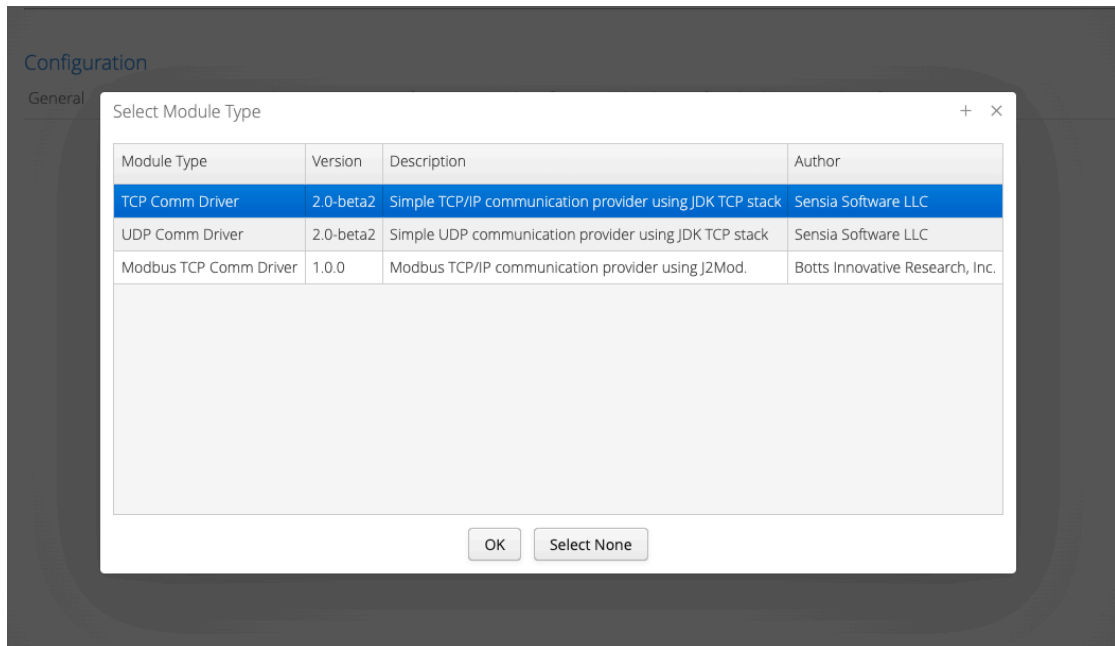 Configuration
General
Select Module Type
Module Type Version Description Author
TCP Comm Driver 2.0-beta2 Simple TCP/IP communication provider using JDK TCP stack Sensia Software LLC
UDP Comm Driver 2.0-beta2 Simple UDP communication provider using JDK TCP stack Sensia Software LLC
Modbus TCP Comm Driver 1.0.0 Modbus TCP/IP communication provider using J2Mod. Botts Innovative Research, Inc.
OK Select None